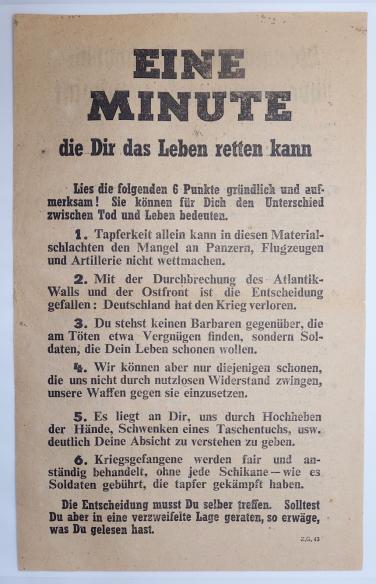 EINE
MINUTE
die Dir das Leben retten kann
Lies die folgenden 6 Punkte gründlich und auf-
merksam! Sie können für Dich den Unterschied
zwischen Tod und Leben bedeuten.
1. Tapferkeit allein kann in diesen Material-
schlachten den Mangel an Panzern, Flugzeugen
und Artillerie nicht wettmachen.
2. Mit der Durchbrechung des Atlantik-
Walls und der Ostfront ist die Entscheidung
gefallen: Deutschland hat den Krieg verloren.
3. Du stehst keinen Barbaren gegenüber, die
am Töten etwa Vergnügen finden, sondern Sol-
daten, die Dein Leben schonen wollen.
4. Wir können aber nur diejenigen schonen,
die uns nicht durch nutzlosen Widerstand zwingen,
unsere Waffen gegen sie einzusetzen.
5. Es liegt an Dir, uns durch Hochheben
der Hände, Schwenken eines Taschentuchs, usw.
deutlich Deine Absicht zu verstehen zu geben.
6. Kriegsgefangene werden fair und an-
ständig behandelt, ohne jede Schikane — wie es
Soldaten gebührt, die tapfer gekämpft haben.
Die Entscheidung musst Du selber treffen. Solltest
Du aber in eine verzweifelte Lage geraten, so erwäge,
was Du gelesen hast.
Z.G. 43